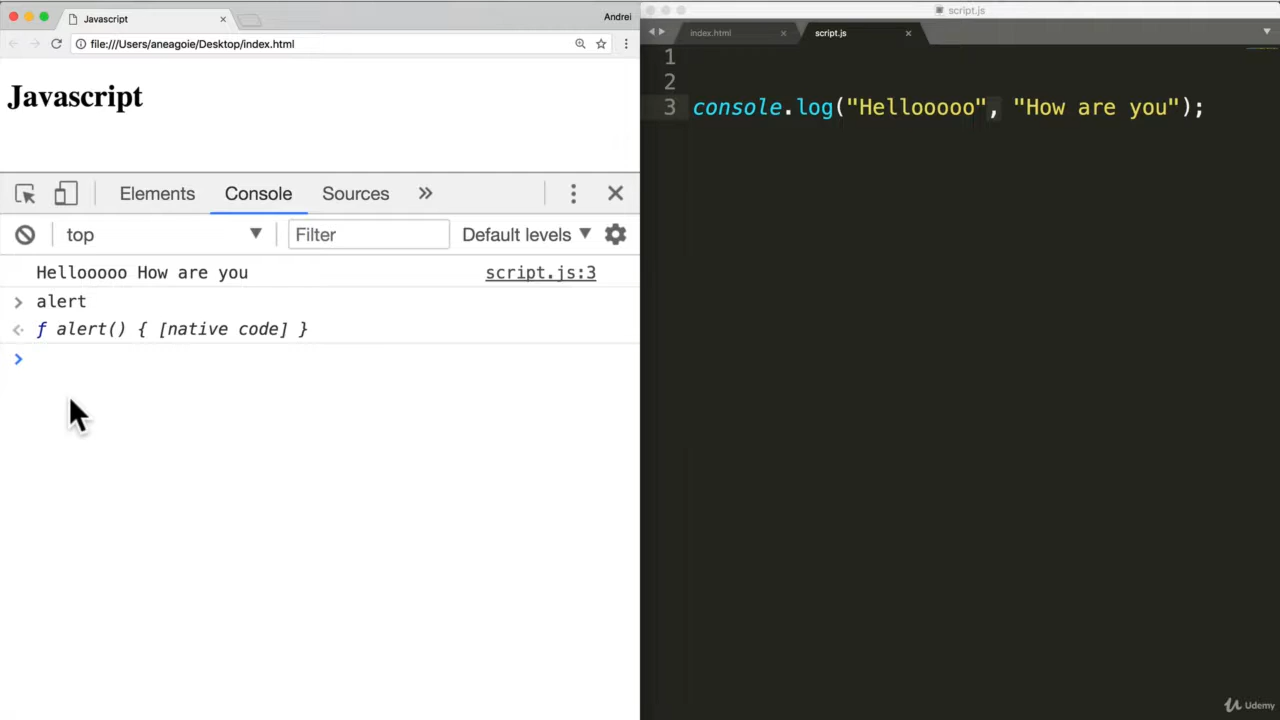 Javascript
Andrei
file:///Users/aneagoie/Desktop/index.html
Javascript
Elements Console Sources
top Filter Default levels
Hellooooo How are you script.js:3
alert
f alert() { [native code] }
script.js
index.html script.js
1
2
3 console.log("Hellooooo", "How are you");
Udemy